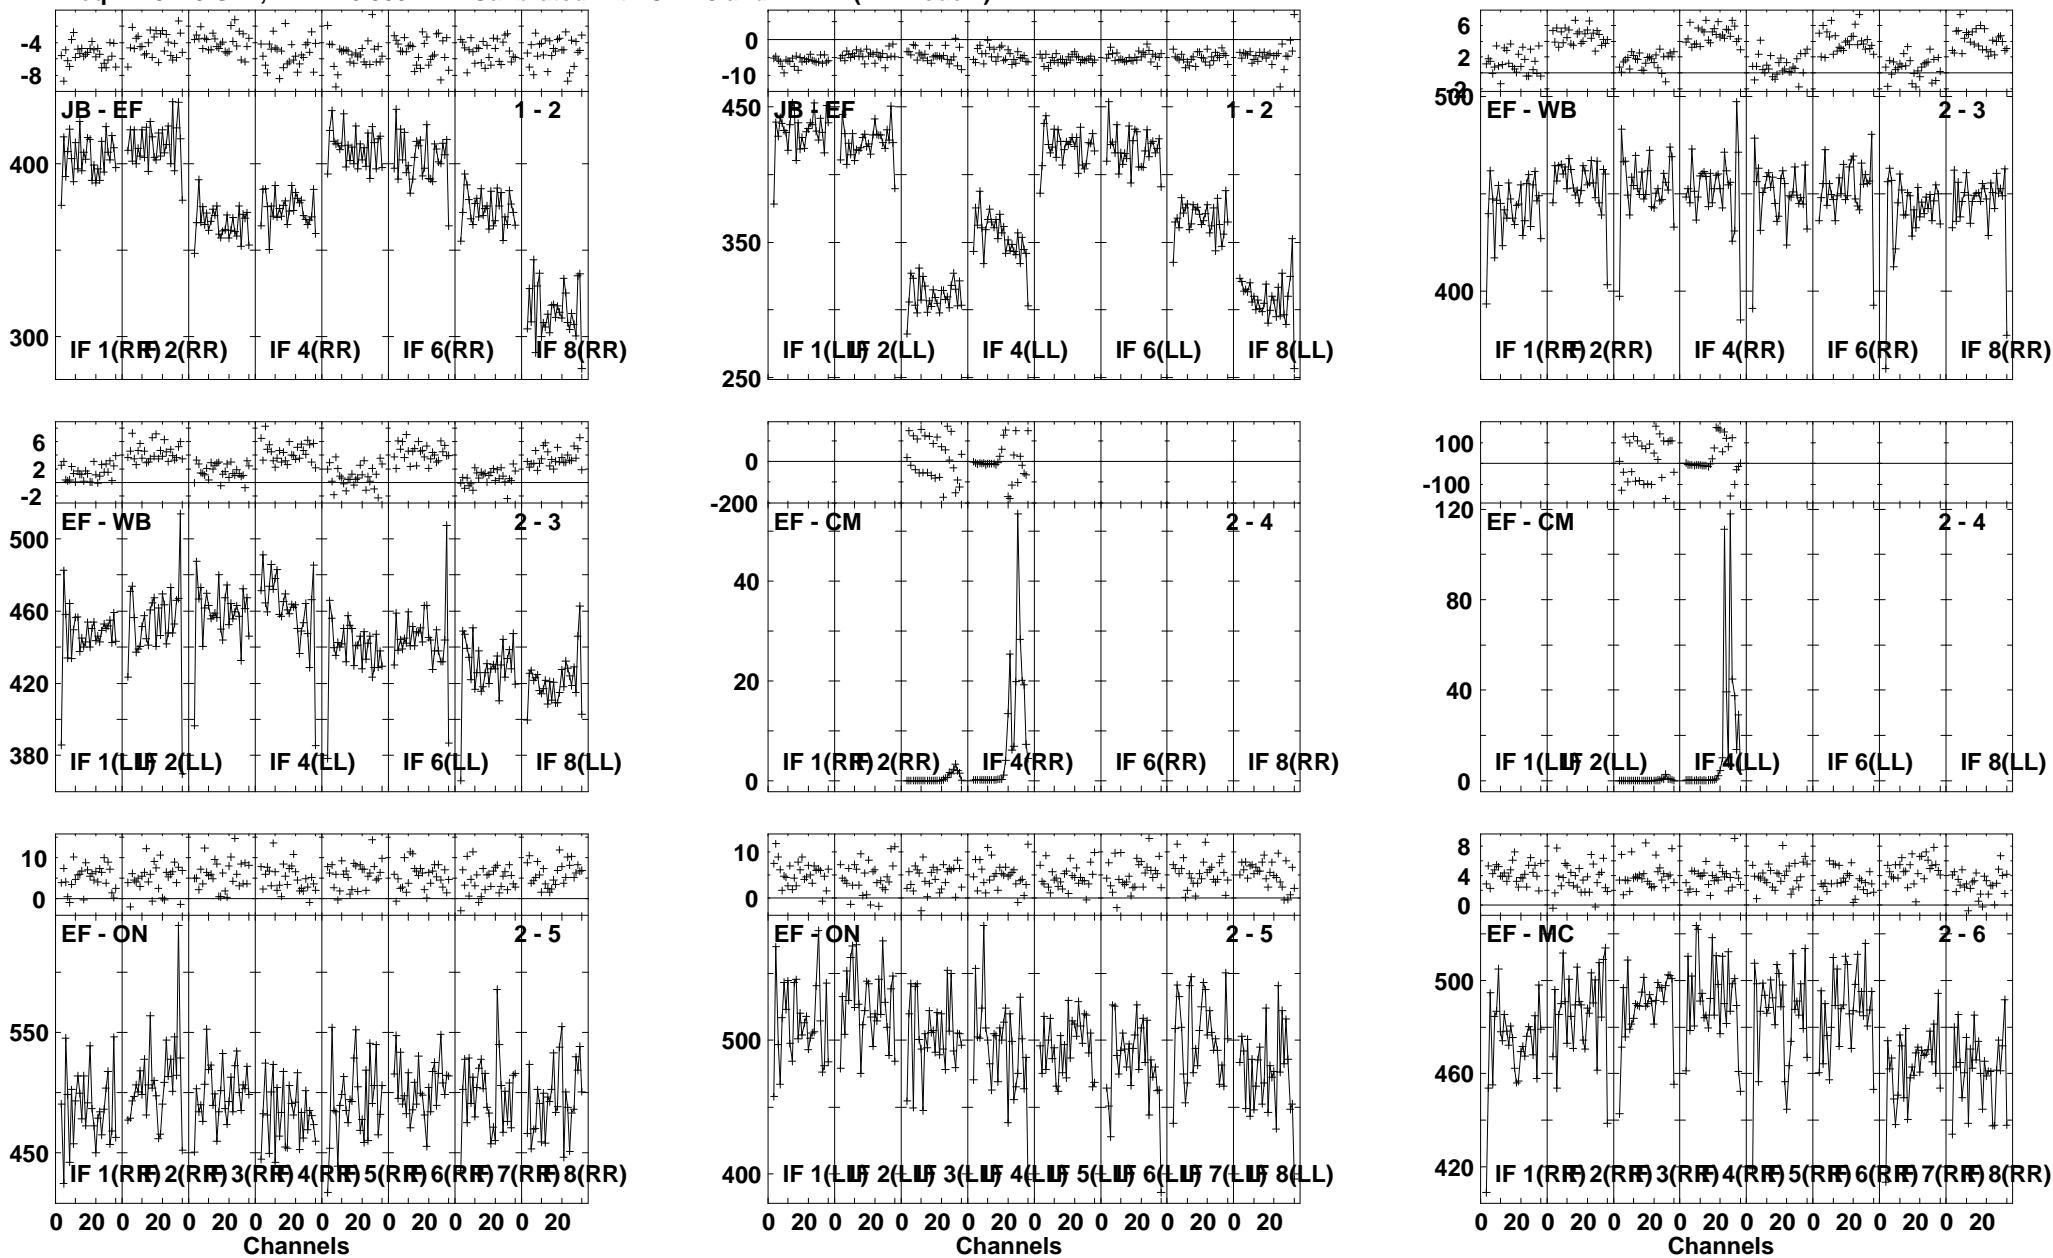 -4
-8
JB - EF 1 - 2
400
300
IF 1(RR) IF 2(RR) IF 4(RR) IF 6(RR) IF 8(RR)
0
-10
450
JB - EF 1 - 2
350
250
IF 1(LL) IF 2(LL) IF 4(LL) IF 6(LL) IF 8(LL)
6
2
-2
500
EF - WB 2 - 3
400
IF 1(RR) IF 2(RR) IF 4(RR) IF 6(RR) IF 8(RR)
6
2
-2
EF - WB 2 - 3
500
460
420
380
IF 1(LL) IF 2(LL) IF 4(LL) IF 6(LL) IF 8(LL)
0
-200
EF - CM 2 - 4
40
20
0
IF 1(RR) IF 2(RR) IF 4(RR) IF 6(RR) IF 8(RR)
100
-100
120
EF - CM 2 - 4
80
40
0
IF 1(LL) IF 2(LL) IF 4(LL) IF 6(LL) IF 8(LL)
10
0
EF - ON 2 - 5
550
450
IF 1(RR) IF 2(RR) IF 3(RR) IF 4(RR) IF 5(RR) IF 6(RR) IF 7(RR) IF 8(RR)
0 20 0 20 0 20 0 20 0 20 0 20 0 20 0 20
Channels
10
0
EF - ON 2 - 5
500
400
IF 1(LL) IF 2(LL) IF 3(LL) IF 4(LL) IF 5(LL) IF 6(LL) IF 7(LL) IF 8(LL)
0 20 0 20 0 20 0 20 0 20 0 20 0 20 0 20
Channels
8
4
0
EF - MC 2 - 6
500
460
420
IF 1(RR) IF 2(RR) IF 3(RR) IF 4(RR) IF 5(RR) IF 6(RR) IF 7(RR) IF 8(RR)
0 20 0 20 0 20 0 20 0 20 0 20 0 20 0 20
Channels